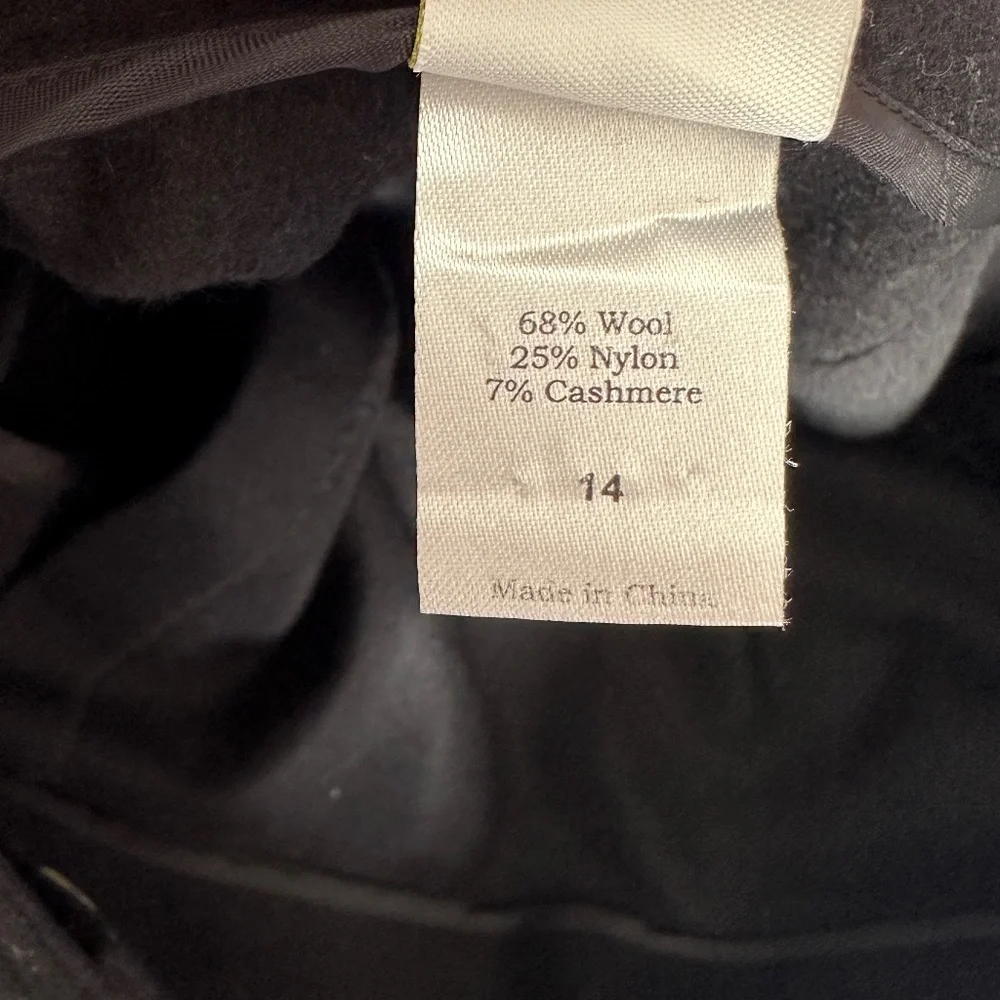 68% Wool
25% Nylon
7% Cashmere
14
Made in China